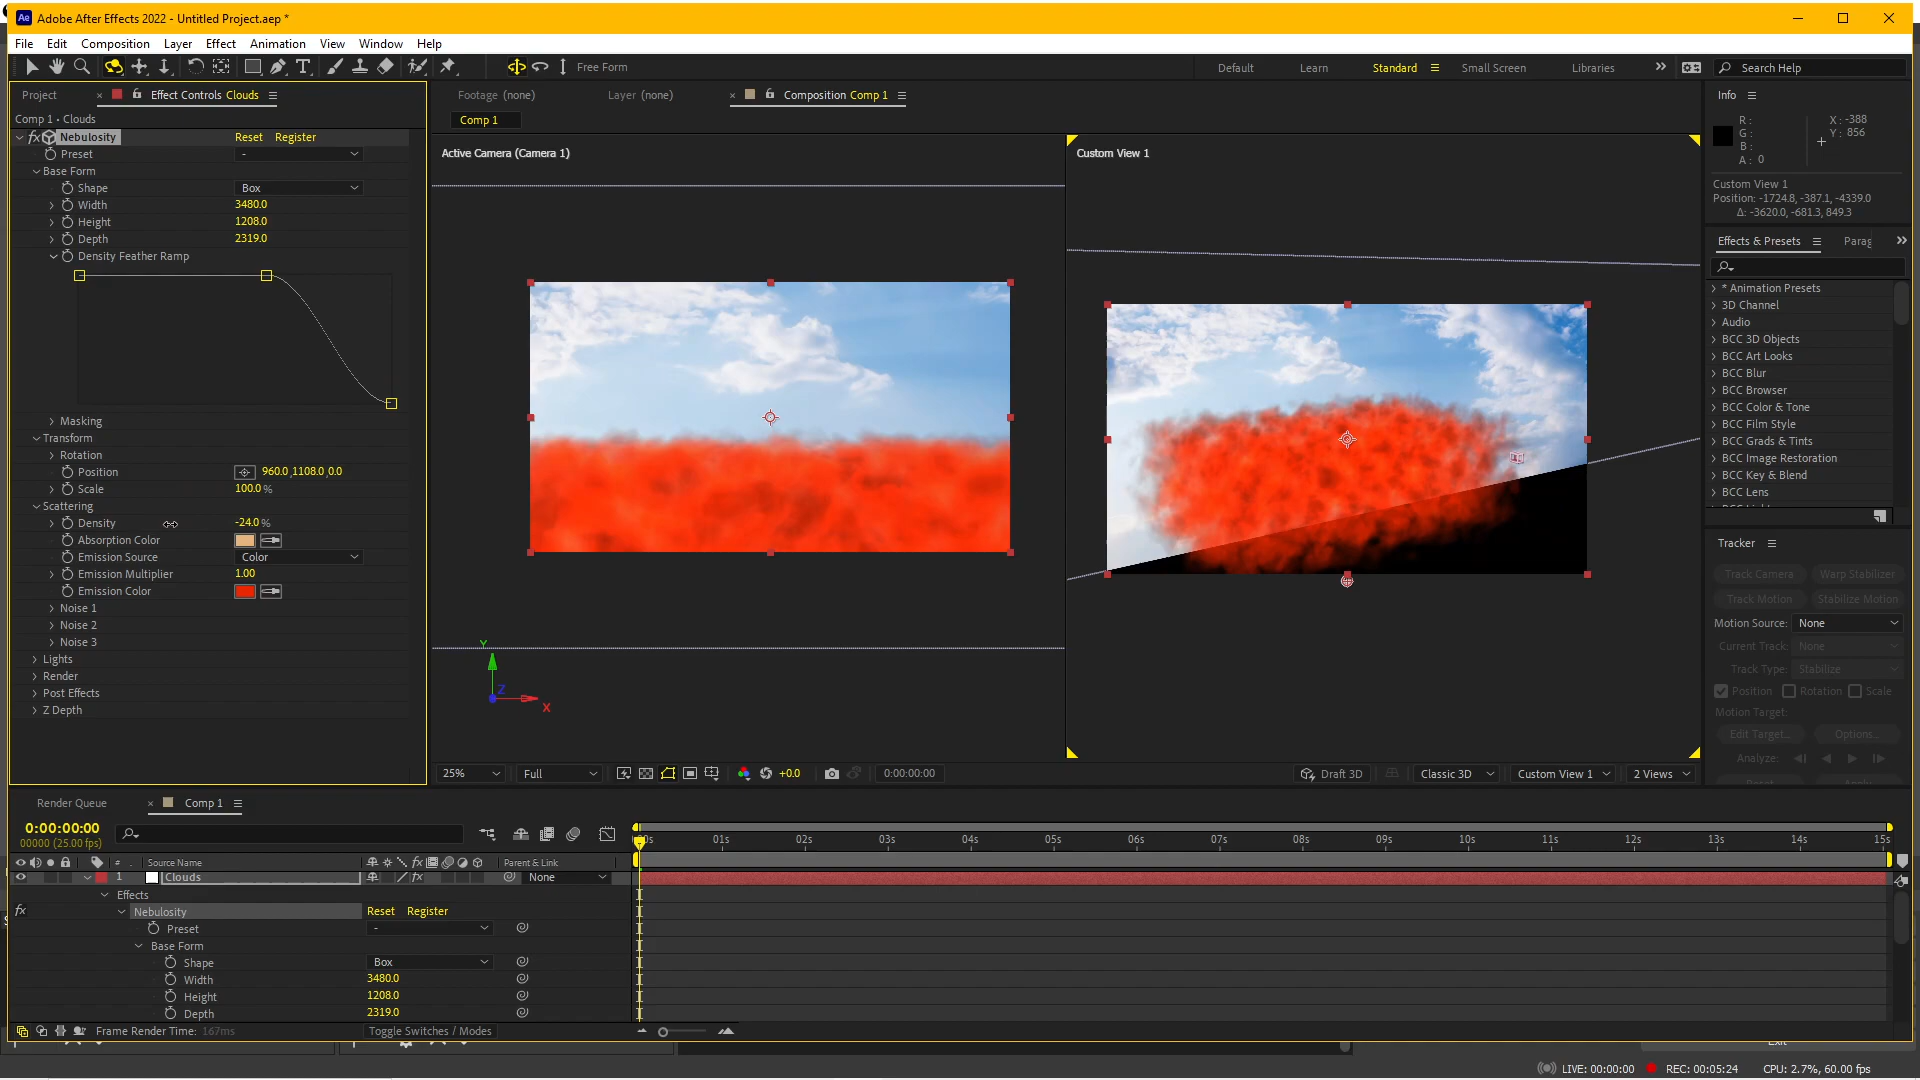 Adobe After Effects 2022 - Untitled Project.aep *
File Edit Composition Layer Effect Animation View Window Help
Free Form
Default Learn Standard Small Screen Libraries Search Help
Project Effect Controls Clouds
Comp 1 • Clouds
fx Nebulosity Reset Register
Preset -
Base Form
Shape Box
Width 3480.0
Height 1208.0
Depth 2319.0
Density Feather Ramp
Masking
Transform
Rotation
Position 960.0,1108.0,0.0
Scale 100.0 %
Scattering
Density -24.0 %
Absorption Color
Emission Source Color
Emission Multiplier 1.00
Emission Color
Noise 1
Noise 2
Noise 3
Lights
Render
Post Effects
Z Depth
Footage (none) Layer (none) Composition Comp 1
Comp 1
Active Camera (Camera 1)
Custom View 1
Y
Z
X
25% Full +0.0 0:00:00:00 Draft 3D Classic 3D Custom View 1 2 Views
Info
R :
G :
B :
A : 0
X : -388
Y : 856
Custom View 1
Position: -1724.8, -387.1, -4339.0
Δ: -3620.0, -681.3, 849.3
Effects & Presets Parag
* Animation Presets
3D Channel
Audio
BCC 3D Objects
BCC Art Looks
BCC Blur
BCC Browser
BCC Color & Tone
BCC Film Style
BCC Grads & Tints
BCC Image Restoration
BCC Key & Blend
BCC Lens
Tracker
Track Camera Warp Stabilizer
Track Motion Stabilize Motion
Motion Source: None
Current Track: None
Track Type: Stabilize
Position Rotation Scale
Motion Target:
Edit Target... Options...
Analyze:
Reset Apply
Render Queue Comp 1
0:00:00:00
00000 (25.00 fps)
00s 01s 02s 03s 04s 05s 06s 07s 08s 09s 10s 11s 12s 13s 14s 15s
# Source Name fx Parent & Link
1 Clouds fx None
Effects
fx Nebulosity Reset Register
Preset -
Base Form
Shape Box
Width 3480.0
Height 1208.0
Depth 2319.0
Frame Render Time: 167ms Toggle Switches / Modes
Exit
LIVE: 00:00:00 REC: 00:05:24 CPU: 2.7%, 60.00 fps